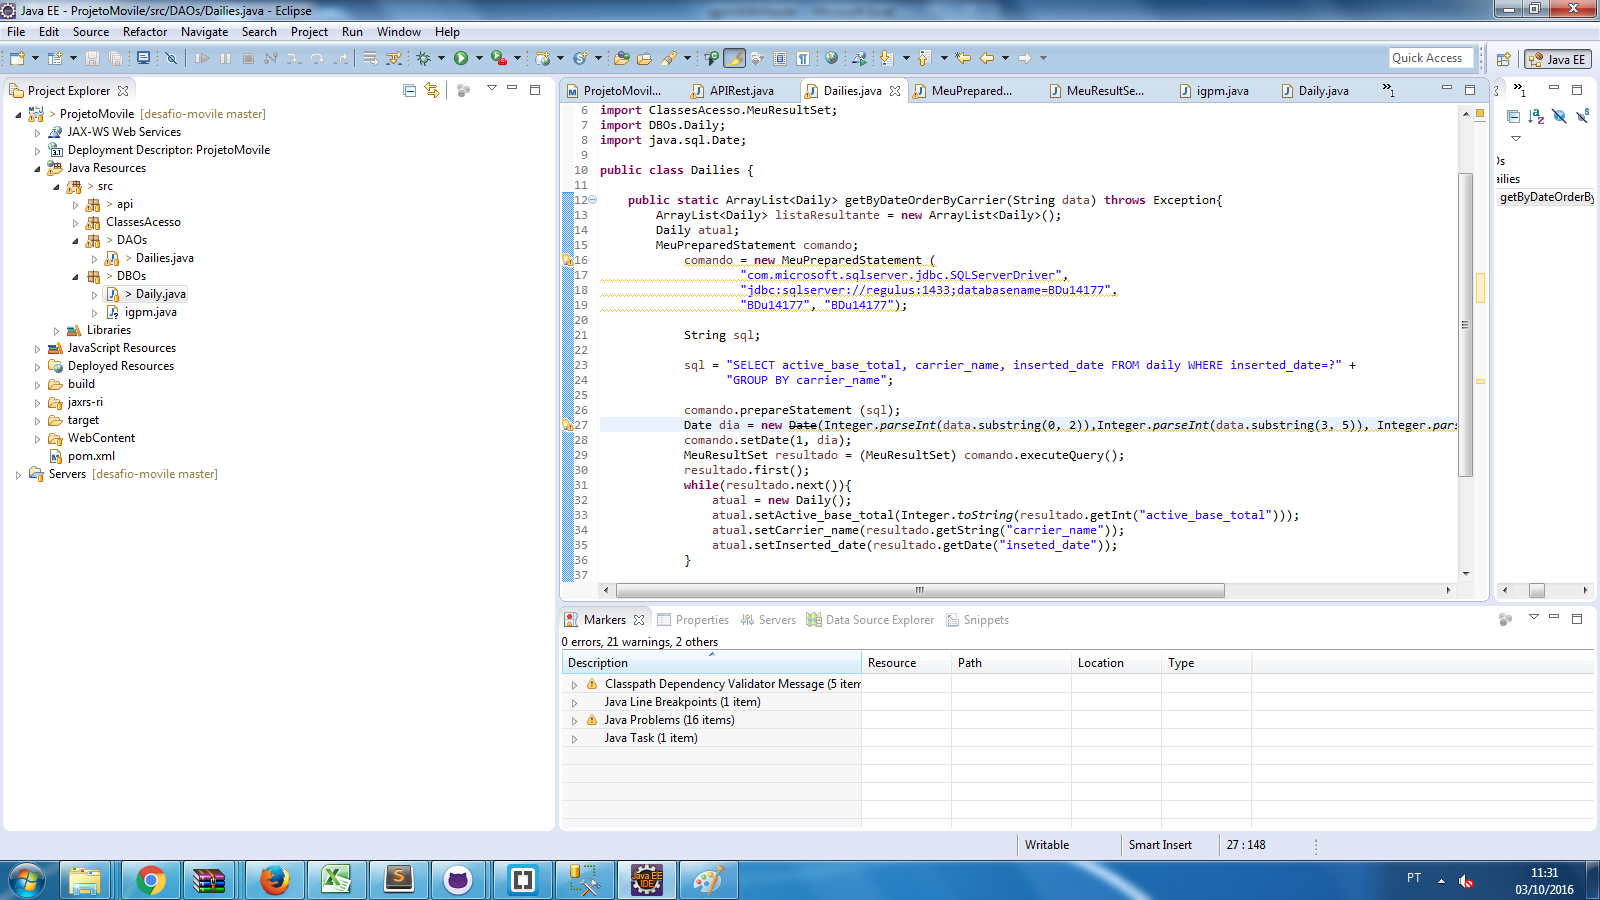 Java EE - ProjetoMovile/src/DAOs/Dailies.java - Eclipse
File Edit Source Refactor Navigate Search Project Run Window Help
Quick Access
Java EE
Project Explorer
> ProjetoMovile [desafio-movile master]
JAX-WS Web Services
Deployment Descriptor: ProjetoMovile
Java Resources
> src
> api
ClassesAcesso
> DAOs
> Dailies.java
> DBOs
> Daily.java
igpm.java
Libraries
JavaScript Resources
Deployed Resources
build
jaxrs-ri
target
WebContent
pom.xml
Servers [desafio-movile master]
ProjetoMovil... APIRest.java Dailies.java MeuPrepared... MeuResultSe... igpm.java Daily.java »1
6 import ClassesAcesso.MeuResultSet;
7 import DBOs.Daily;
8 import java.sql.Date;
9
10 public class Dailies {
11
12 public static ArrayList<Daily> getByDateOrderByCarrier(String data) throws Exception{
13 ArrayList<Daily> listaResultante = new ArrayList<Daily>();
14 Daily atual;
15 MeuPreparedStatement comando;
16 comando = new MeuPreparedStatement (
17 "com.microsoft.sqlserver.jdbc.SQLServerDriver",
18 "jdbc:sqlserver://regulus:1433;databasename=BDu14177",
19 "BDu14177", "BDu14177");
20
21 String sql;
22
23 sql = "SELECT active_base_total, carrier_name, inserted_date FROM daily WHERE inserted_date=?" +
24 "GROUP BY carrier_name";
25
26 comando.prepareStatement (sql);
27 Date dia = new Date(Integer.parseInt(data.substring(0, 2)),Integer.parseInt(data.substring(3, 5)), Integer.pars
28 comando.setDate(1, dia);
29 MeuResultSet resultado = (MeuResultSet) comando.executeQuery();
30 resultado.first();
31 while(resultado.next()){
32 atual = new Daily();
33 atual.setActive_base_total(Integer.toString(resultado.getInt("active_base_total")));
34 atual.setCarrier_name(resultado.getString("carrier_name"));
35 atual.setInserted_date(resultado.getDate("inseted_date"));
36 }
37
»1
ailies
getByDateOrderBy
Markers Properties Servers Data Source Explorer Snippets
0 errors, 21 warnings, 2 others
Description Resource Path Location Type
Classpath Dependency Validator Message (5 item
Java Line Breakpoints (1 item)
Java Problems (16 items)
Java Task (1 item)
Writable Smart Insert 27 : 148
PT
11:31
03/10/2016